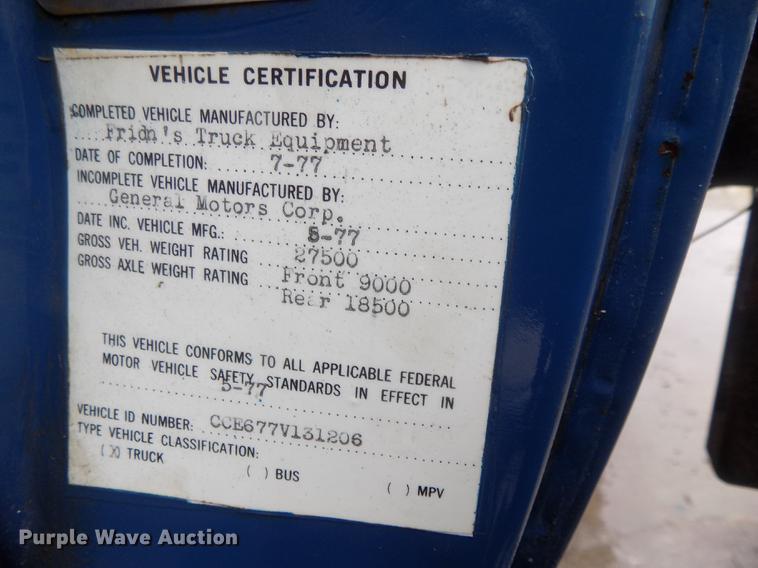 VEHICLE CERTIFICATION
COMPLETED VEHICLE MANUFACTURED BY:
Fridn's Truck Equipment
DATE OF COMPLETION: 7-77
INCOMPLETE VEHICLE MANUFACTURED BY:
General Motors Corp.
DATE INC. VEHICLE MFG.: 5-77
GROSS VEH. WEIGHT RATING 27500
GROSS AXLE WEIGHT RATING Front 9000
Rear 18500
THIS VEHICLE CONFORMS TO ALL APPLICABLE FEDERAL
MOTOR VEHICLE SAFETY STANDARDS IN EFFECT IN
5-77
VEHICLE ID NUMBER: CCE677V131206
TYPE VEHICLE CLASSIFICATION:
(X) TRUCK ( ) BUS ( ) MPV
Purple Wave Auction